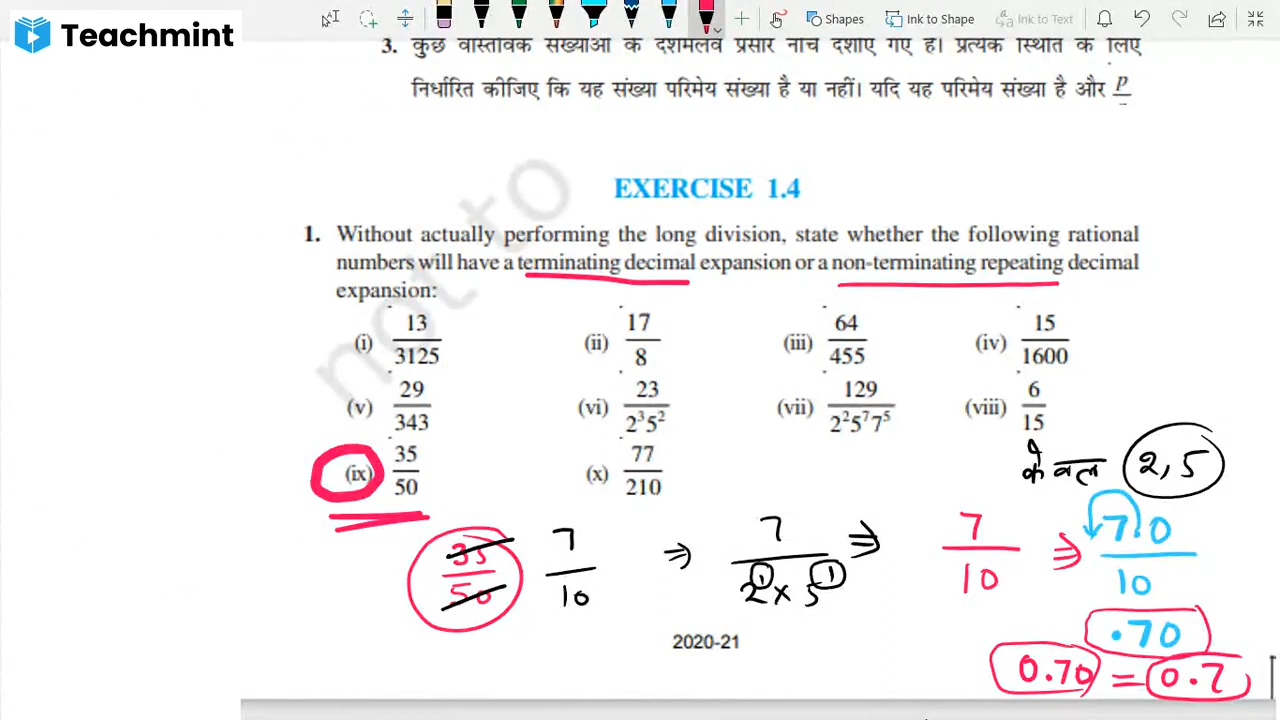 Teachmint
Shapes Ink to Shape Ink to Text
3. कुछ वास्तविक संख्याओं के दशमलव प्रसार नीचे दर्शाए गए हैं। प्रत्येक स्थिति के लिए
निर्धारित कीजिए कि यह संख्या परिमेय संख्या है या नहीं। यदि यह परिमेय संख्या है और p
not to
EXERCISE 1.4
1. Without actually performing the long division, state whether the following rational
numbers will have a terminating decimal expansion or a non-terminating repeating decimal
expansion:
(i) 13/3125 (ii) 17/8 (iii) 64/455 (iv) 15/1600
(v) 29/343 (vi) 23/2³5² (vii) 129/2²5⁷7⁵ (viii) 6/15
(ix) 35/50 (x) 77/210
के वल 2, 5
35/50 7/10 ⇒ 7/2¹×5¹ ⇒ 7/10 ⇒ 7.0/10
.70
2020-21
0.70 = 0.7